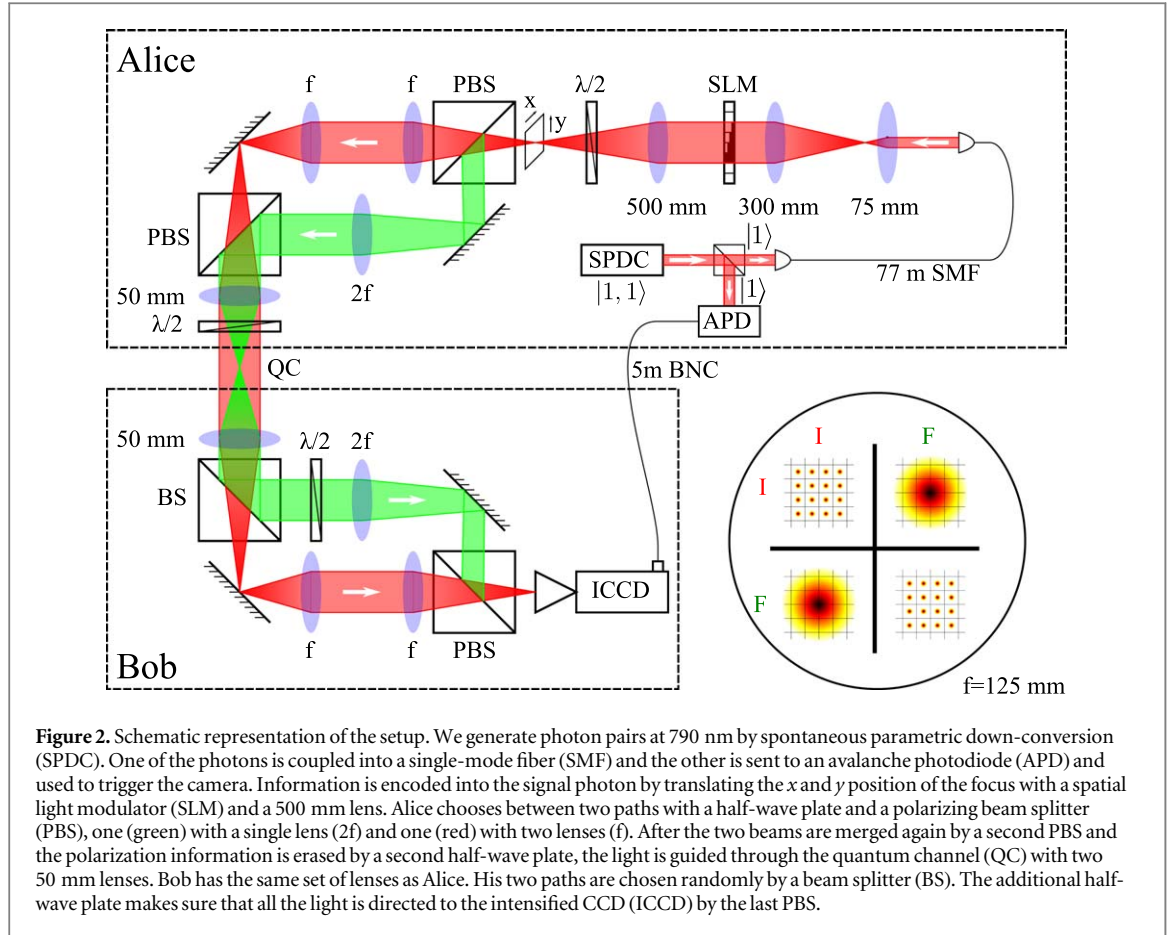 Alice
f
f
PBS
x
y
λ/2
SLM
500 mm
300 mm
75 mm
PBS
2f
SPDC
|1, 1⟩
|1⟩
|1⟩
77 m SMF
APD
50 mm
λ/2
QC
5m BNC
50 mm
λ/2
2f
BS
ICCD
f
f
PBS
Bob
I
F
I
F
f=125 mm
Figure 2. Schematic representation of the setup. We generate photon pairs at 790 nm by spontaneous parametric down-conversion
(SPDC). One of the photons is coupled into a single-mode fiber (SMF) and the other is sent to an avalanche photodiode (APD) and
used to trigger the camera. Information is encoded into the signal photon by translating the x and y position of the focus with a spatial
light modulator (SLM) and a 500 mm lens. Alice chooses between two paths with a half-wave plate and a polarizing beam splitter
(PBS), one (green) with a single lens (2f) and one (red) with two lenses (f). After the two beams are merged again by a second PBS and
the polarization information is erased by a second half-wave plate, the light is guided through the quantum channel (QC) with two
50 mm lenses. Bob has the same set of lenses as Alice. His two paths are chosen randomly by a beam splitter (BS). The additional half-
wave plate makes sure that all the light is directed to the intensified CCD (ICCD) by the last PBS.